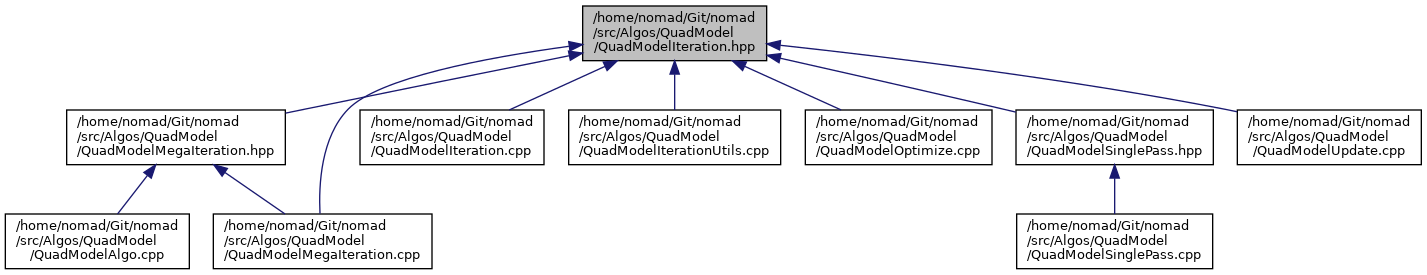 /home/nomad/Git/nomad
/src/Algos/QuadModel
/QuadModelIteration.hpp
/home/nomad/Git/nomad
/src/Algos/QuadModel
/QuadModelMegaIteration.hpp
/home/nomad/Git/nomad
/src/Algos/QuadModel
/QuadModelIteration.cpp
/home/nomad/Git/nomad
/src/Algos/QuadModel
/QuadModelIterationUtils.cpp
/home/nomad/Git/nomad
/src/Algos/QuadModel
/QuadModelOptimize.cpp
/home/nomad/Git/nomad
/src/Algos/QuadModel
/QuadModelSinglePass.hpp
/home/nomad/Git/nomad
/src/Algos/QuadModel
/QuadModelUpdate.cpp
/home/nomad/Git/nomad
/src/Algos/QuadModel
/QuadModelAlgo.cpp
/home/nomad/Git/nomad
/src/Algos/QuadModel
/QuadModelMegaIteration.cpp
/home/nomad/Git/nomad
/src/Algos/QuadModel
/QuadModelSinglePass.cpp